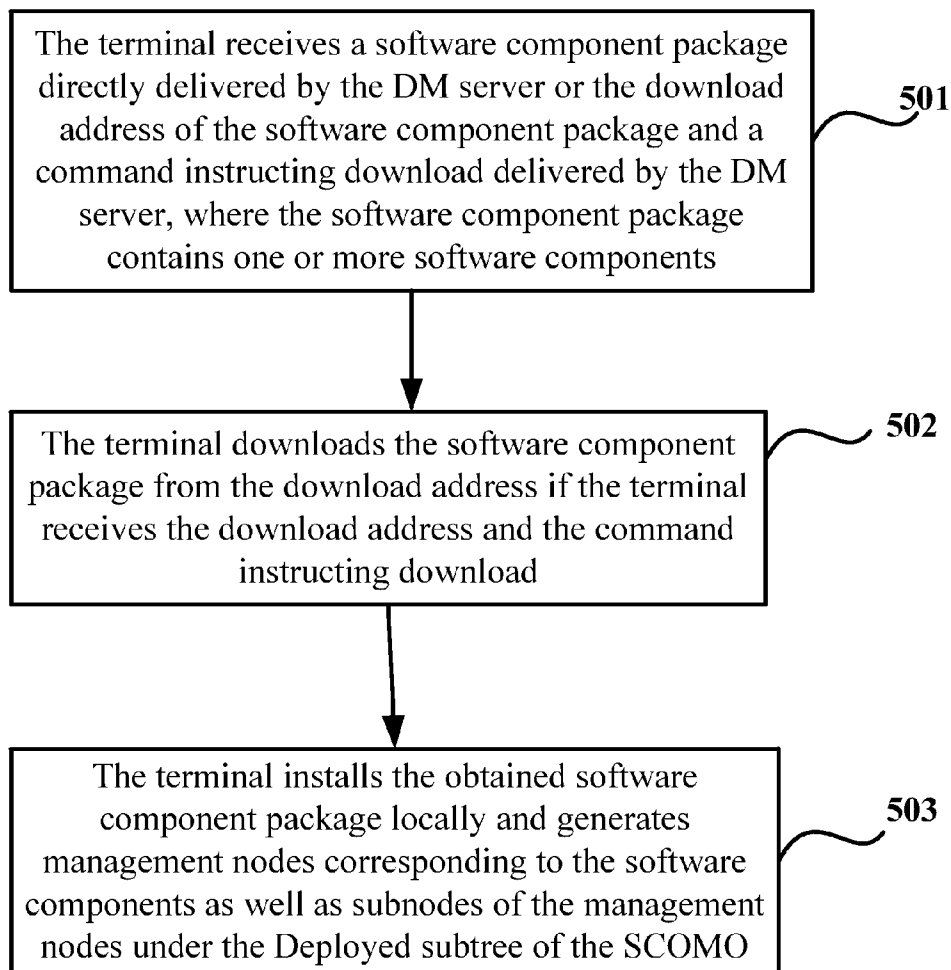 The terminal receives a software component package
directly delivered by the DM server or the download
address of the software component package and a
command instructing download delivered by the DM
server, where the software component package
contains one or more software components
501
The terminal downloads the software component
package from the download address if the terminal
receives the download address and the command
instructing download
502
The terminal installs the obtained software
component package locally and generates
management nodes corresponding to the software
components as well as subnodes of the management
nodes under the Deployed subtree of the SCOMO
503